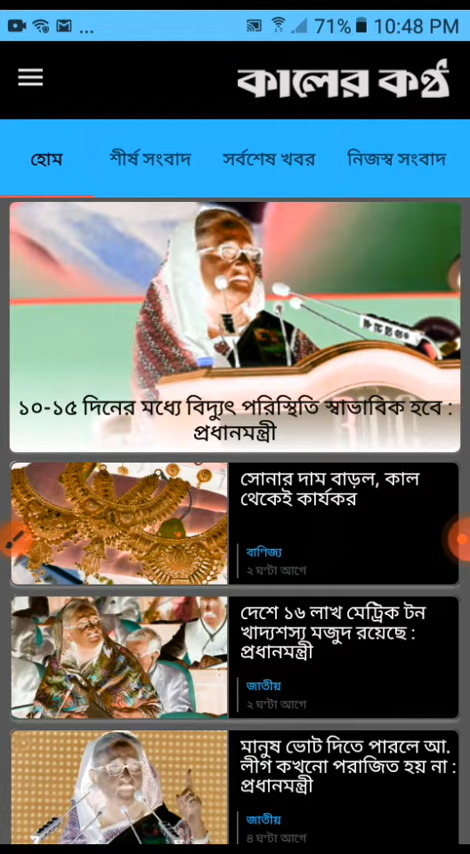 ... 71% 10:48 PM
কালের কণ্ঠ
হোম শীর্ষ সংবাদ সর্বশেষ খবর নিজস্ব সংবাদ
১০-১৫ দিনের মধ্যে বিদ্যুৎ পরিস্থিতি স্বাভাবিক হবে :
প্রধানমন্ত্রী
সোনার দাম বাড়ল, কাল
থেকেই কার্যকর
বাণিজ্য
২ ঘণ্টা আগে
দেশে ১৬ লাখ মেট্রিক টন
খাদ্যশস্য মজুদ রয়েছে :
প্রধানমন্ত্রী
জাতীয়
২ ঘণ্টা আগে
মানুষ ভোট দিতে পারলে আ.
লীগ কখনো পরাজিত হয় না :
প্রধানমন্ত্রী
জাতীয়
৪ ঘণ্টা আগে